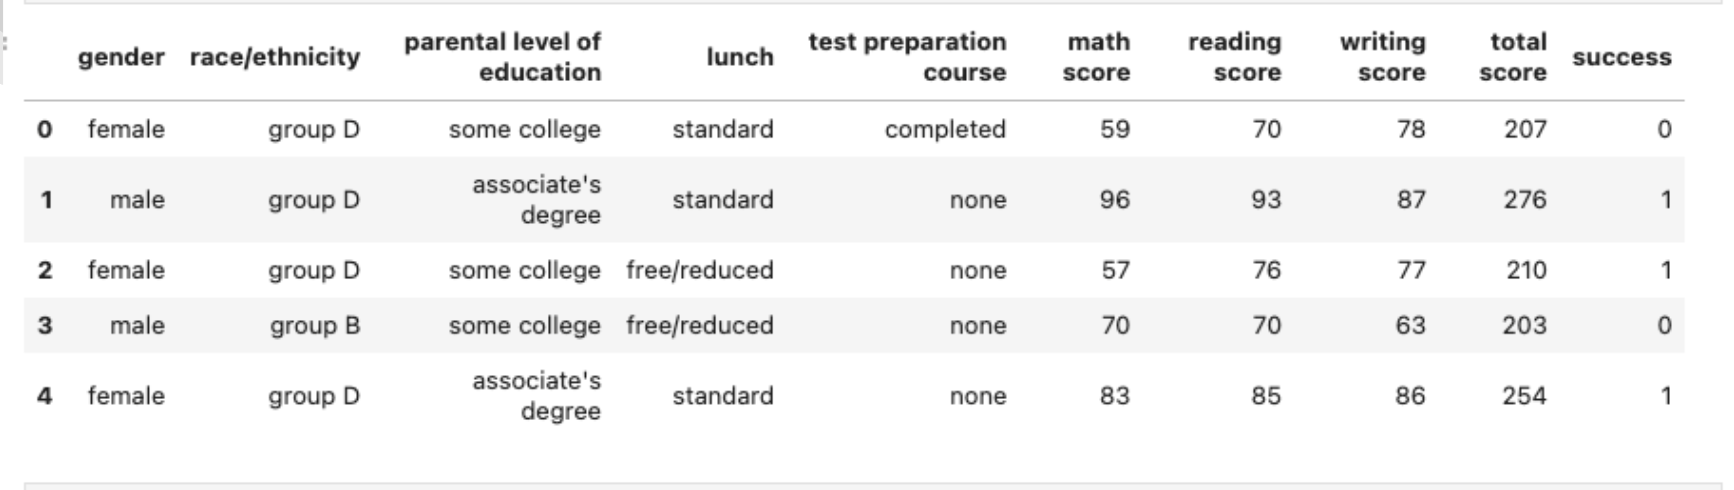 gender race/ethnicity parental level of education lunch test preparation course math score reading score writing score total score success
0 female group D some college standard completed 59 70 78 207 0
1 male group D associate's degree standard none 96 93 87 276 1
2 female group D some college free/reduced none 57 76 77 210 1
3 male group B some college free/reduced none 70 70 63 203 0
4 female group D associate's degree standard none 83 85 86 254 1